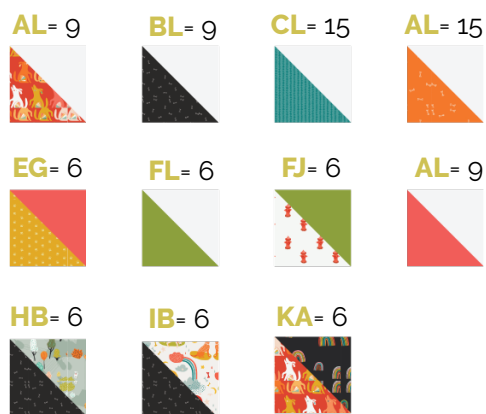 AL= 9 BL= 9 CL= 15 AL= 15
EG= 6 FL= 6 FJ= 6 AL= 9
HB= 6 IB= 6 KA= 6